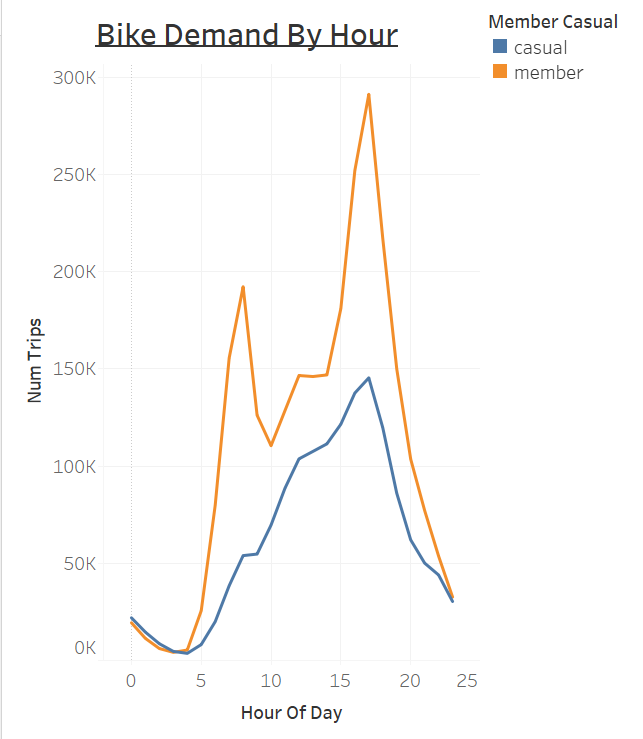 Bike Demand By Hour
Member Casual
casual
member
300K
250K
200K
150K
100K
50K
0K
Num Trips
0 5 10 15 20 25
Hour Of Day